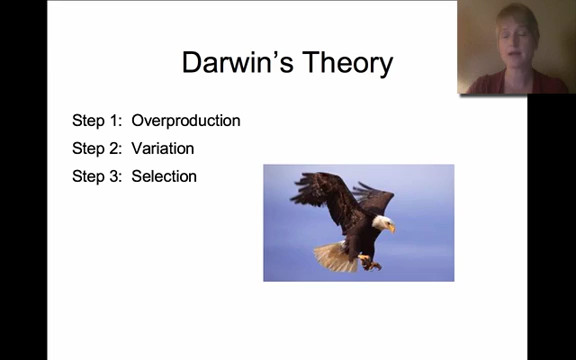 Darwin's Theory
Step 1: Overproduction
Step 2: Variation
Step 3: Selection